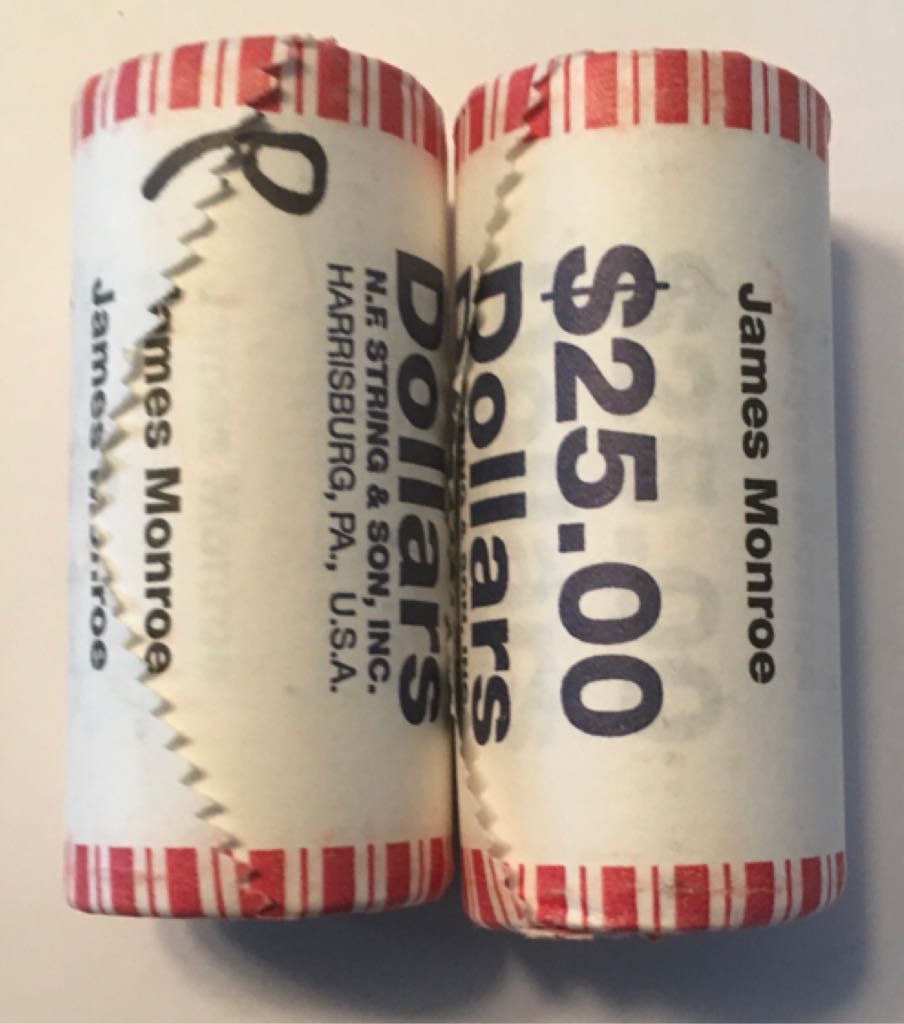 P
James Monroe
James Monroe
Dollars
N.F. STRING & SON, INC.
HARRISBURG, PA., U.S.A.
James Monroe
$25.00
Dollars